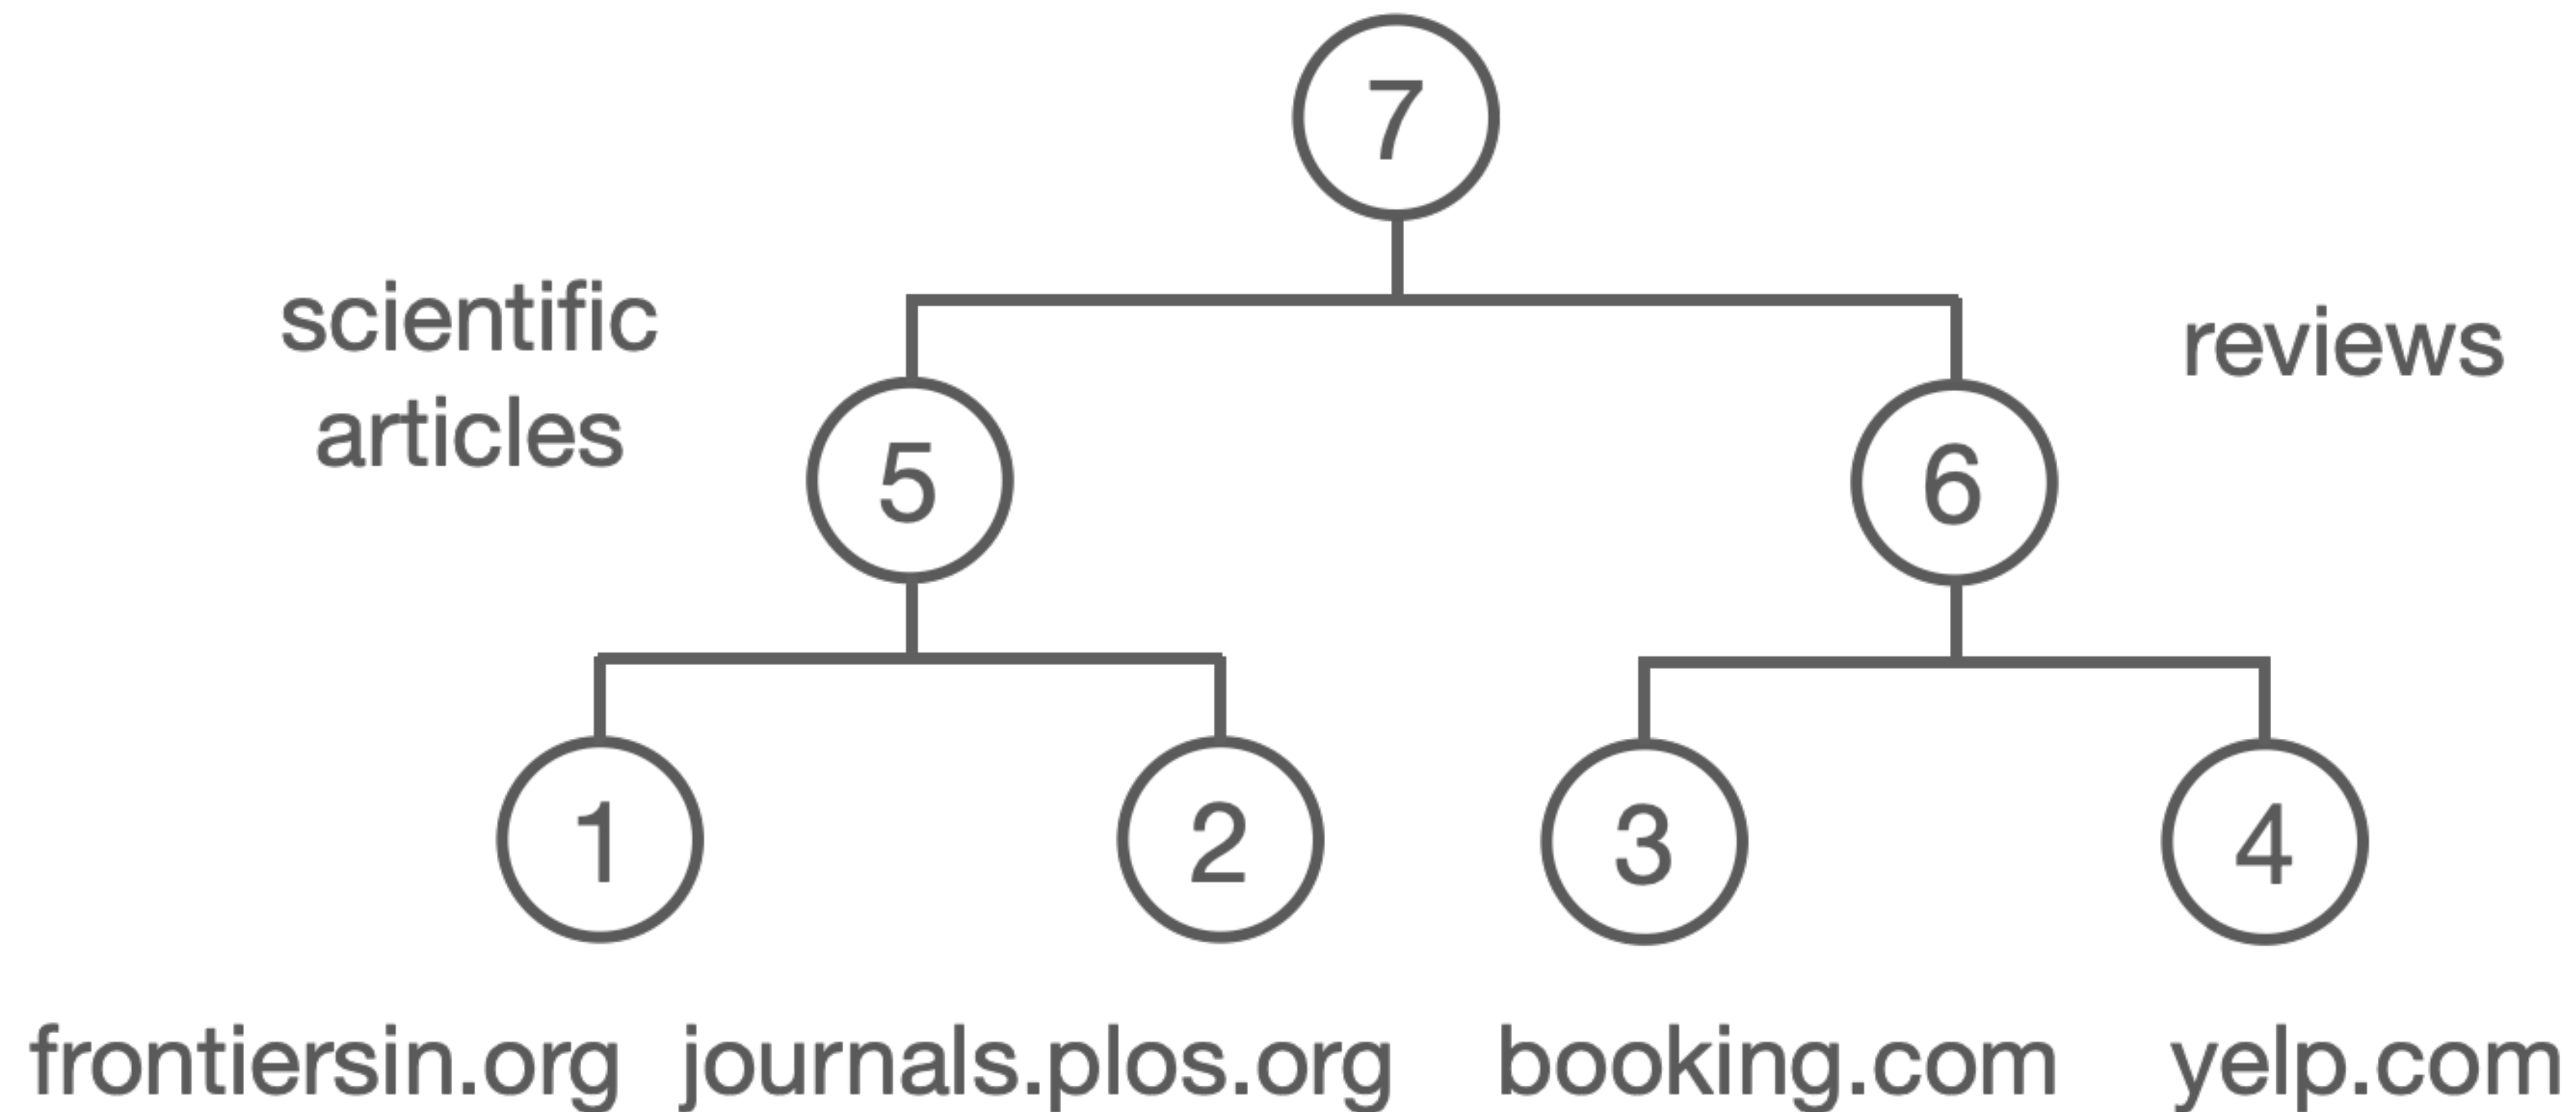 7
scientific
articles
reviews
5
6
1
2
3
4
frontiersin.org
journals.plos.org
booking.com
yelp.com